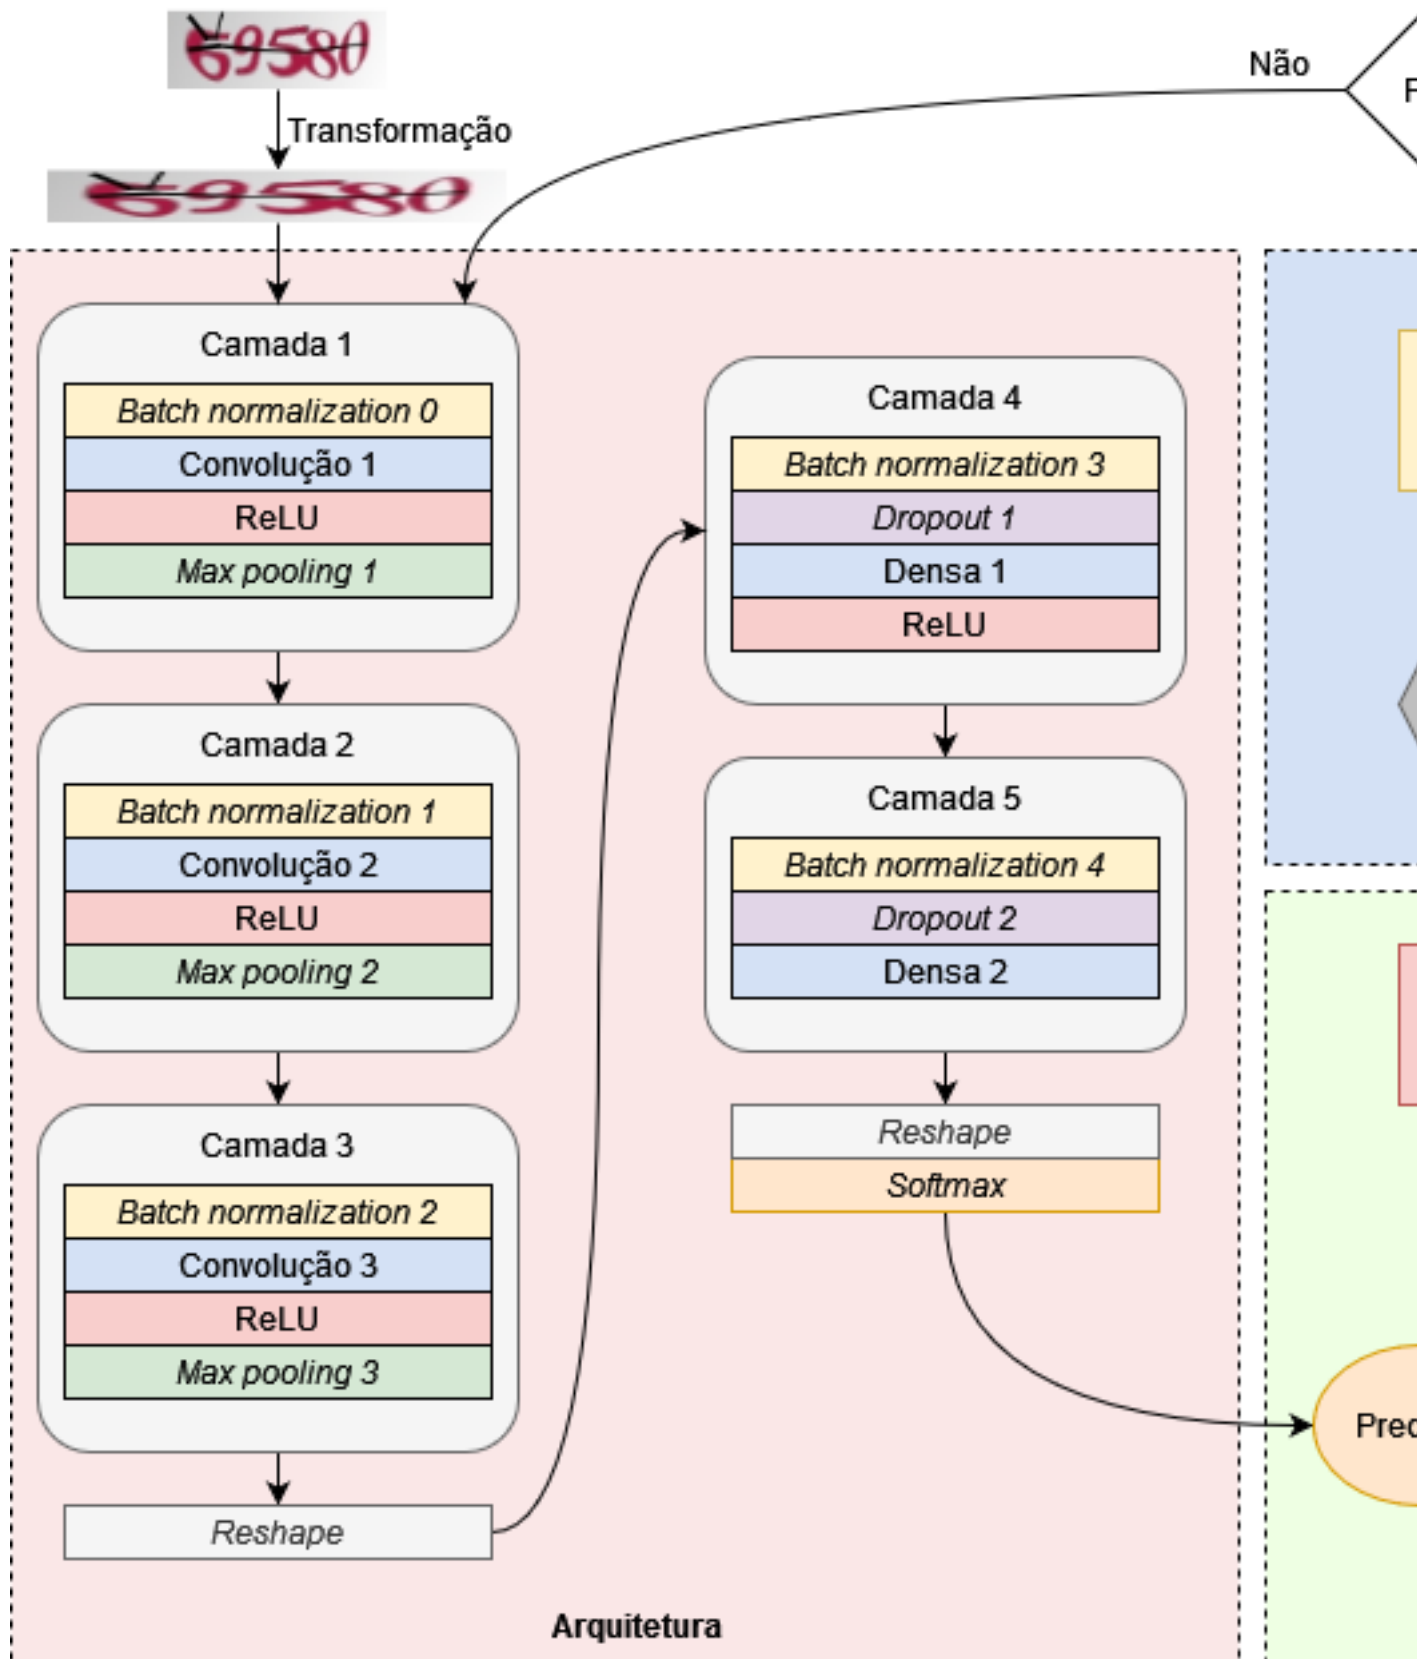 69580
Transformação
69580
Não
Camada 1
Batch normalization 0
Convolução 1
ReLU
Max pooling 1
Camada 2
Batch normalization 1
Convolução 2
ReLU
Max pooling 2
Camada 3
Batch normalization 2
Convolução 3
ReLU
Max pooling 3
Reshape
Camada 4
Batch normalization 3
Dropout 1
Densa 1
ReLU
Camada 5
Batch normalization 4
Dropout 2
Densa 2
Reshape
Softmax
Arquitetura